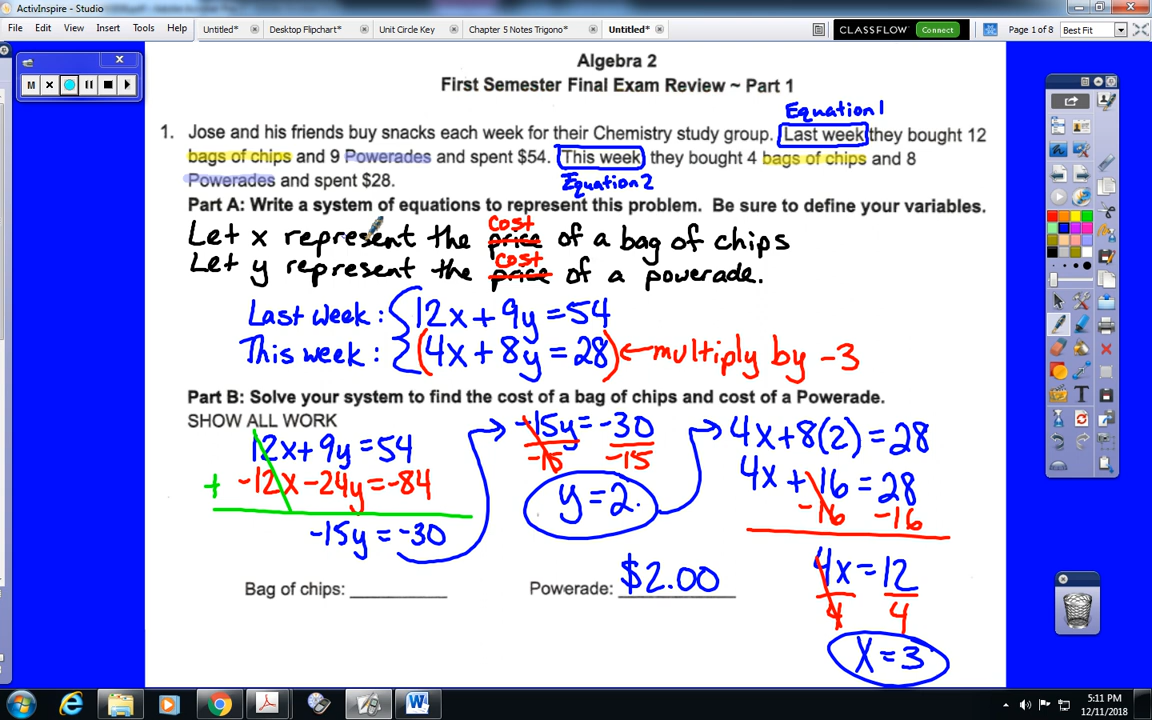 ActivInspire - Studio
File Edit View Insert Tools Help Untitled* Desktop Flipchart* Unit Circle Key Chapter 5 Notes Trigono* Untitled* CLASSFLOW Connect Page 1 of 8 Best Fit
M
Algebra 2
First Semester Final Exam Review ~ Part 1
Equation 1
1. Jose and his friends buy snacks each week for their Chemistry study group. Last week they bought 12
bags of chips and 9 Powerades and spent $54. This week they bought 4 bags of chips and 8
Powerades and spent $28.
Equation 2
Part A: Write a system of equations to represent this problem. Be sure to define your variables.
cost
Let x represent the price of a bag of chips
cost
Let y represent the price of a powerade.
Last week: { 12x + 9y = 54
This week: (4x + 8y = 28) ← multiply by -3
Part B: Solve your system to find the cost of a bag of chips and cost of a Powerade.
SHOW ALL WORK
12x + 9y = 54
+ -12x - 24y = -84
-15y = -30
-15y = -30
-15 -15
y = 2.
4x + 8(2) = 28
4x + 16 = 28
-16 -16
4x = 12
4 4
x = 3
Bag of chips: ________ Powerade: $2.00
5:11 PM
12/11/2018